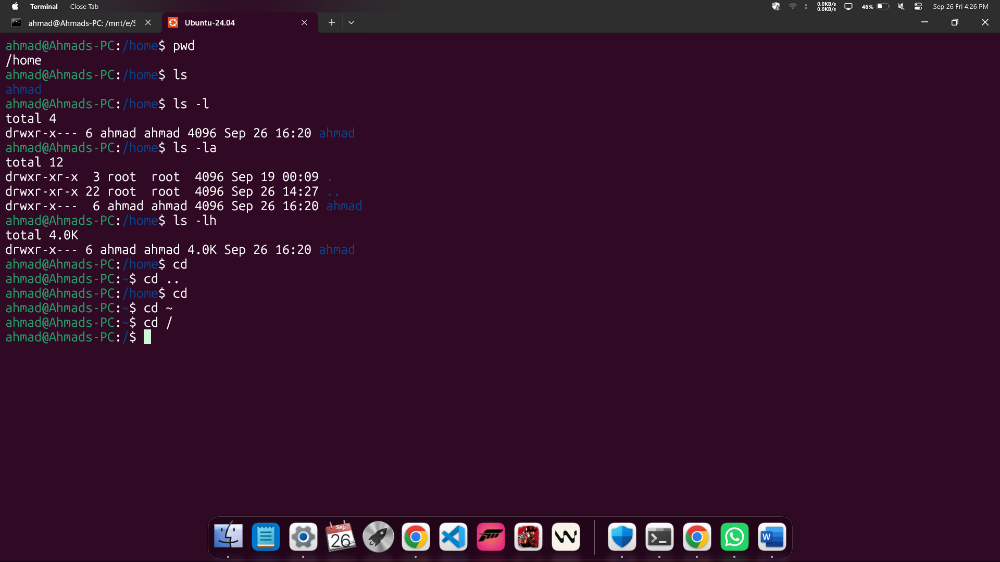 Terminal Close Tab 0.0KB/s 46% Sep 26 Fri 4:26 PM
0.0KB/s
ahmad@Ahmads-PC: /mnt/e/S Ubuntu-24.04
ahmad@Ahmads-PC:/home$ pwd
/home
ahmad@Ahmads-PC:/home$ ls
ahmad
ahmad@Ahmads-PC:/home$ ls -l
total 4
drwxr-x--- 6 ahmad ahmad 4096 Sep 26 16:20 ahmad
ahmad@Ahmads-PC:/home$ ls -la
total 12
drwxr-xr-x  3 root  root  4096 Sep 19 00:09 .
drwxr-xr-x 22 root  root  4096 Sep 26 14:27 ..
drwxr-x---  6 ahmad ahmad 4096 Sep 26 16:20 ahmad
ahmad@Ahmads-PC:/home$ ls -lh
total 4.0K
drwxr-x--- 6 ahmad ahmad 4.0K Sep 26 16:20 ahmad
ahmad@Ahmads-PC:/home$ cd
ahmad@Ahmads-PC:~$ cd ..
ahmad@Ahmads-PC:/home$ cd
ahmad@Ahmads-PC:~$ cd ~
ahmad@Ahmads-PC:~$ cd /
ahmad@Ahmads-PC:/$
Sep
26
W